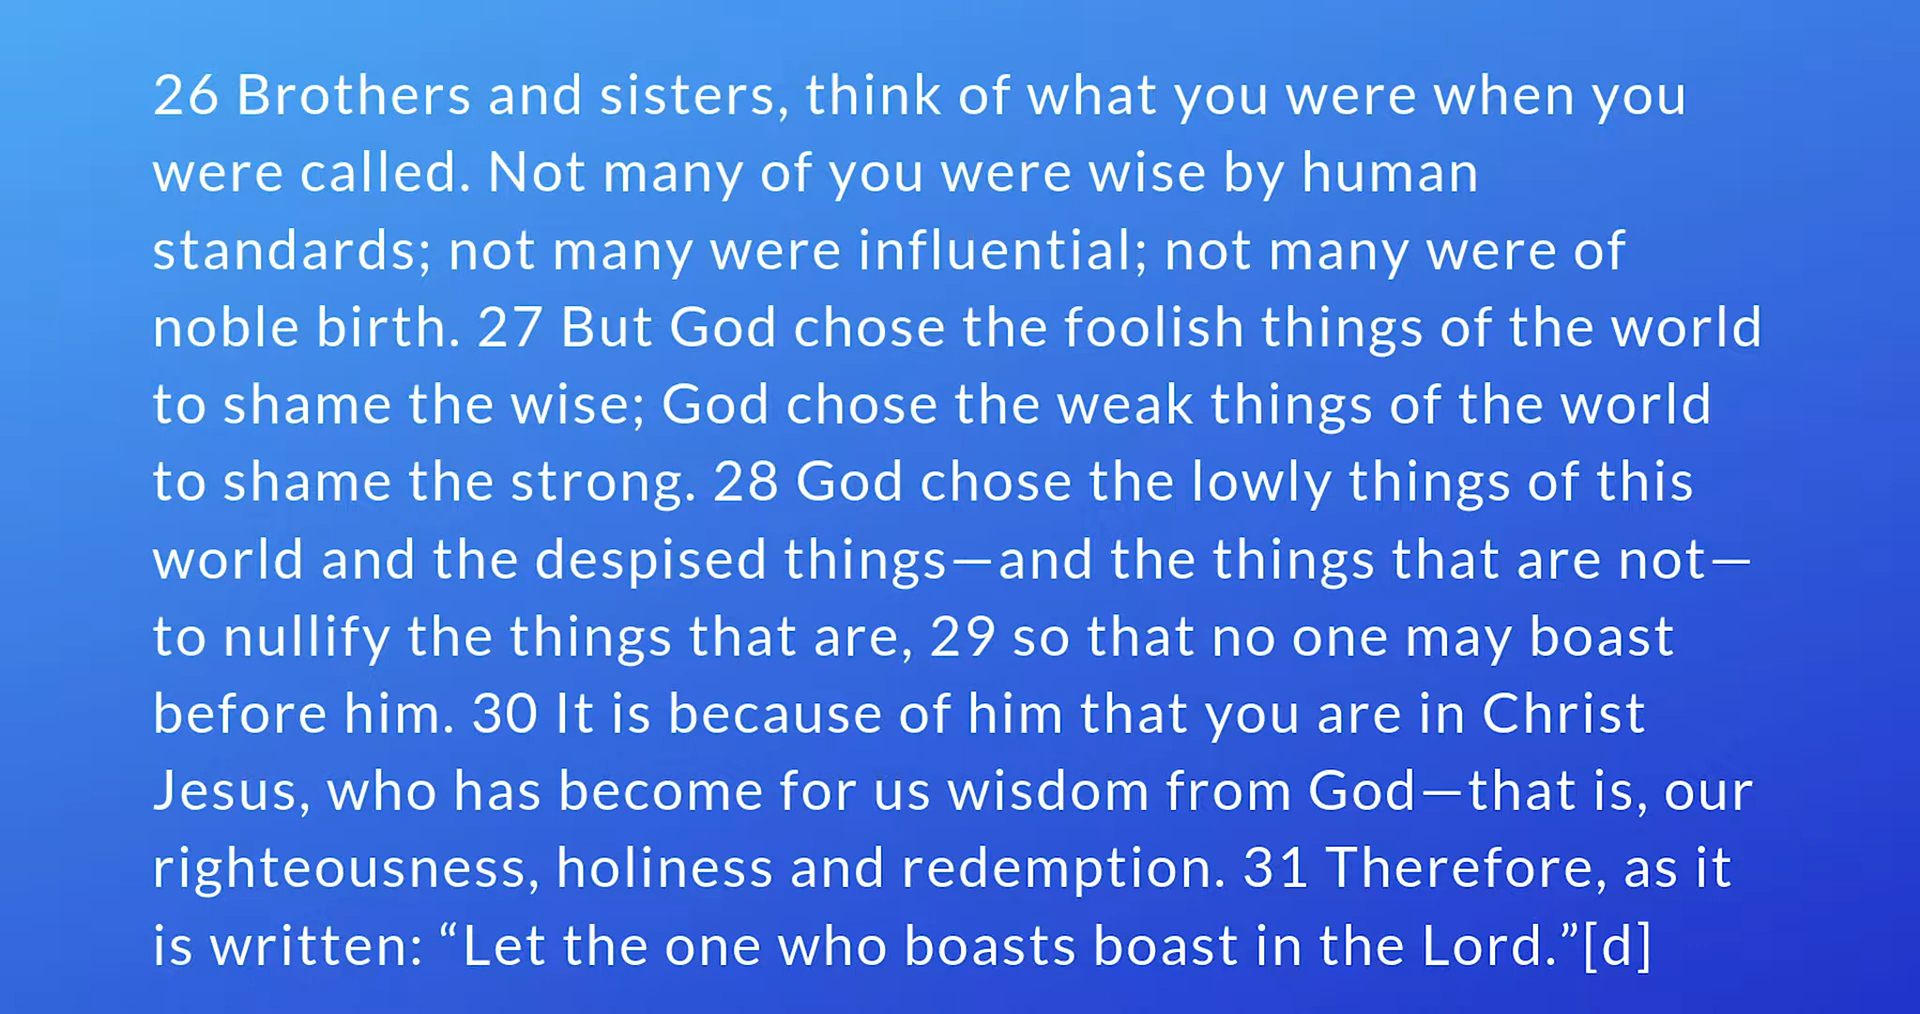 26 Brothers and sisters, think of what you were when you
were called. Not many of you were wise by human
standards; not many were influential; not many were of
noble birth. 27 But God chose the foolish things of the world
to shame the wise; God chose the weak things of the world
to shame the strong. 28 God chose the lowly things of this
world and the despised things—and the things that are not—
to nullify the things that are, 29 so that no one may boast
before him. 30 It is because of him that you are in Christ
Jesus, who has become for us wisdom from God—that is, our
righteousness, holiness and redemption. 31 Therefore, as it
is written: “Let the one who boasts boast in the Lord.”[d]